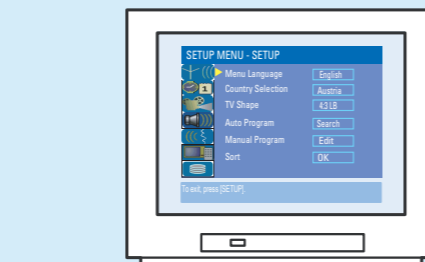 SETUP MENU - SETUP
Menu Language English
Country Selection Austria
TV Shape 4:3 LB
Auto Program Search
Manual Program Edit
Sort OK
To exit, press [SETUP]
1